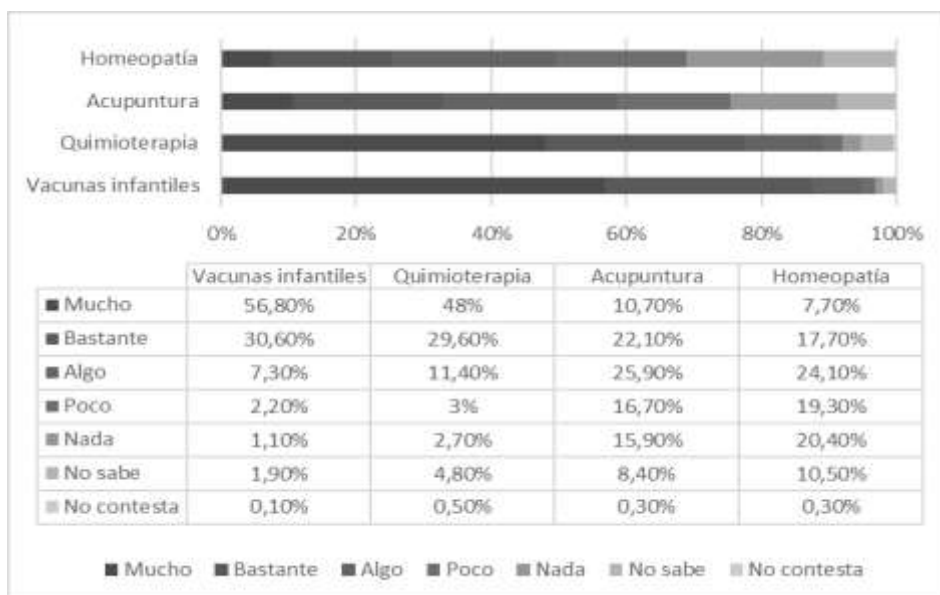 Homeopatía
Acupuntura
Quimioterapia
Vacunas infantiles
0% 20% 40% 60% 80% 100%
Vacunas infantiles Quimioterapia Acupuntura Homeopatía
Mucho 56,80% 48% 10,70% 7,70%
Bastante 30,60% 29,60% 22,10% 17,70%
Algo 7,30% 11,40% 25,90% 24,10%
Poco 2,20% 3% 16,70% 19,30%
Nada 1,10% 2,70% 15,90% 20,40%
No sabe 1,90% 4,80% 8,40% 10,50%
No contesta 0,10% 0,50% 0,30% 0,30%
Mucho Bastante Algo Poco Nada No sabe No contesta